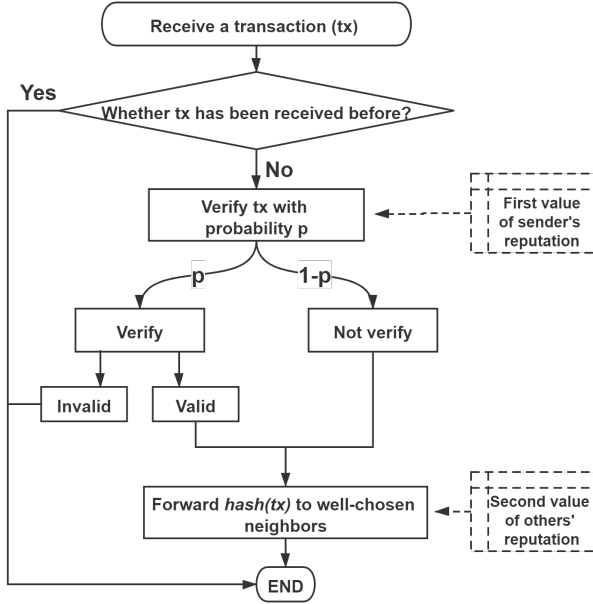 Receive a transaction (tx)
Yes
Whether tx has been received before?
No
Verify tx with
probability p
First value
of sender's
reputation
p
1-p
Verify
Not verify
Invalid
Valid
Forward hash(tx) to well-chosen
neighbors
Second value
of others'
reputation
END